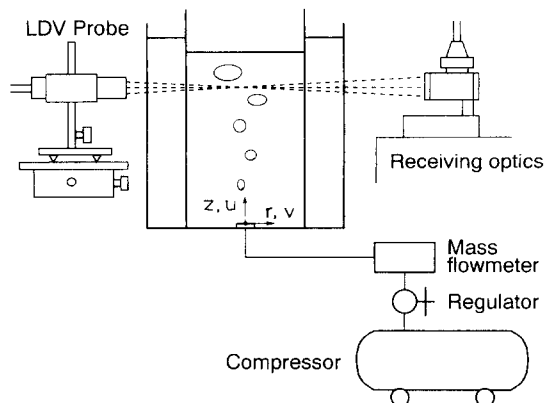 LDV Probe
Receiving optics
z, u
r, v
Mass
flowmeter
Regulator
Compressor